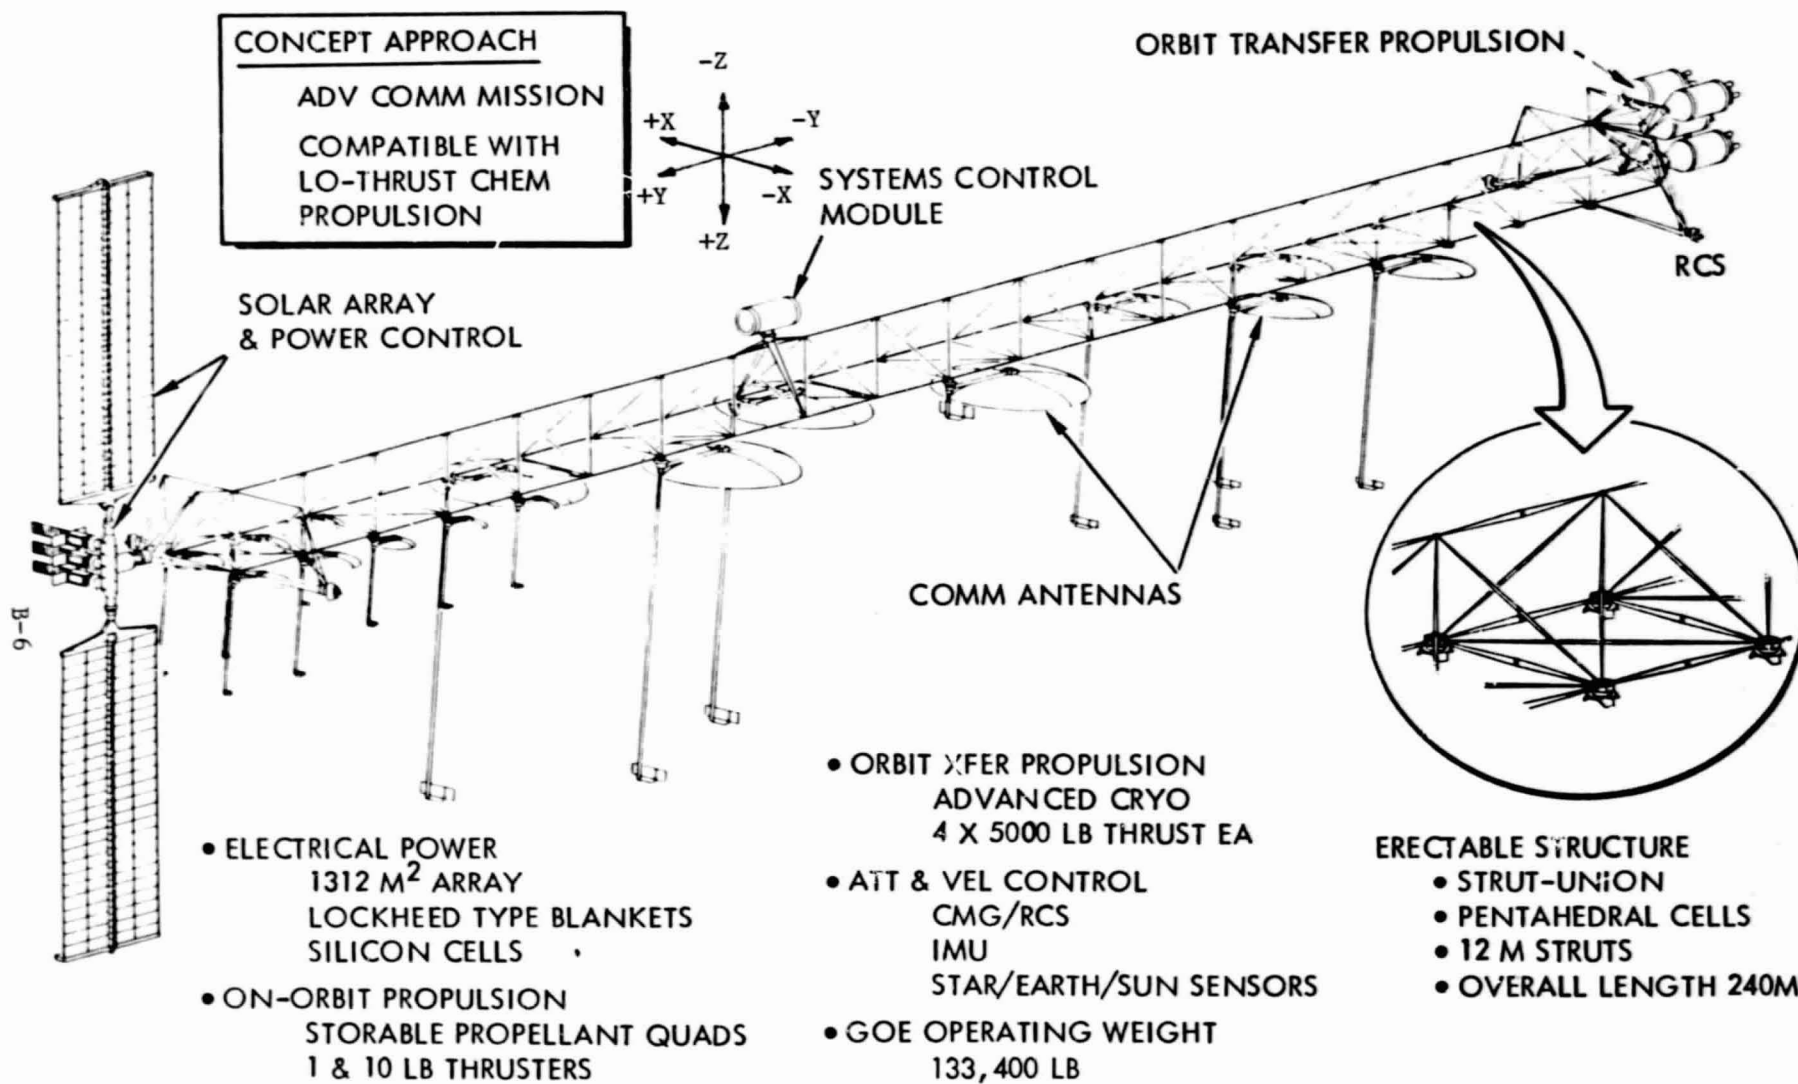 CONCEPT APPROACH
ADV COMM MISSION
COMPATIBLE WITH
LO-THRUST CHEM
PROPULSION
-Z
+X
-Y
+Y
-X
+Z
ORBIT TRANSFER PROPULSION
SYSTEMS CONTROL
MODULE
RCS
SOLAR ARRAY
& POWER CONTROL
COMM ANTENNAS
B-6
• ELECTRICAL POWER
1312 M² ARRAY
LOCKHEED TYPE BLANKETS
SILICON CELLS
• ON-ORBIT PROPULSION
STORABLE PROPELLANT QUADS
1 & 10 LB THRUSTERS
• ORBIT XFER PROPULSION
ADVANCED CRYO
4 X 5000 LB THRUST EA
• ATT & VEL CONTROL
CMG/RCS
IMU
STAR/EARTH/SUN SENSORS
• GOE OPERATING WEIGHT
133,400 LB
ERECTABLE STRUCTURE
• STRUT-UNION
• PENTAHEDRAL CELLS
• 12 M STRUTS
• OVERALL LENGTH 240M